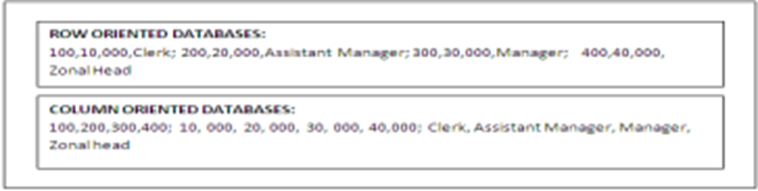 ROW ORIENTED DATABASES:
100,10,000,Clerk; 200,20,000,Assistant Manager; 300,30,000,Manager; 400,40,000,
Zonal Head
COLUMN ORIENTED DATABASES:
100,200,300,400; 10, 000, 20, 000, 30, 000, 40,000; Clerk, Assistant Manager, Manager,
Zonal head